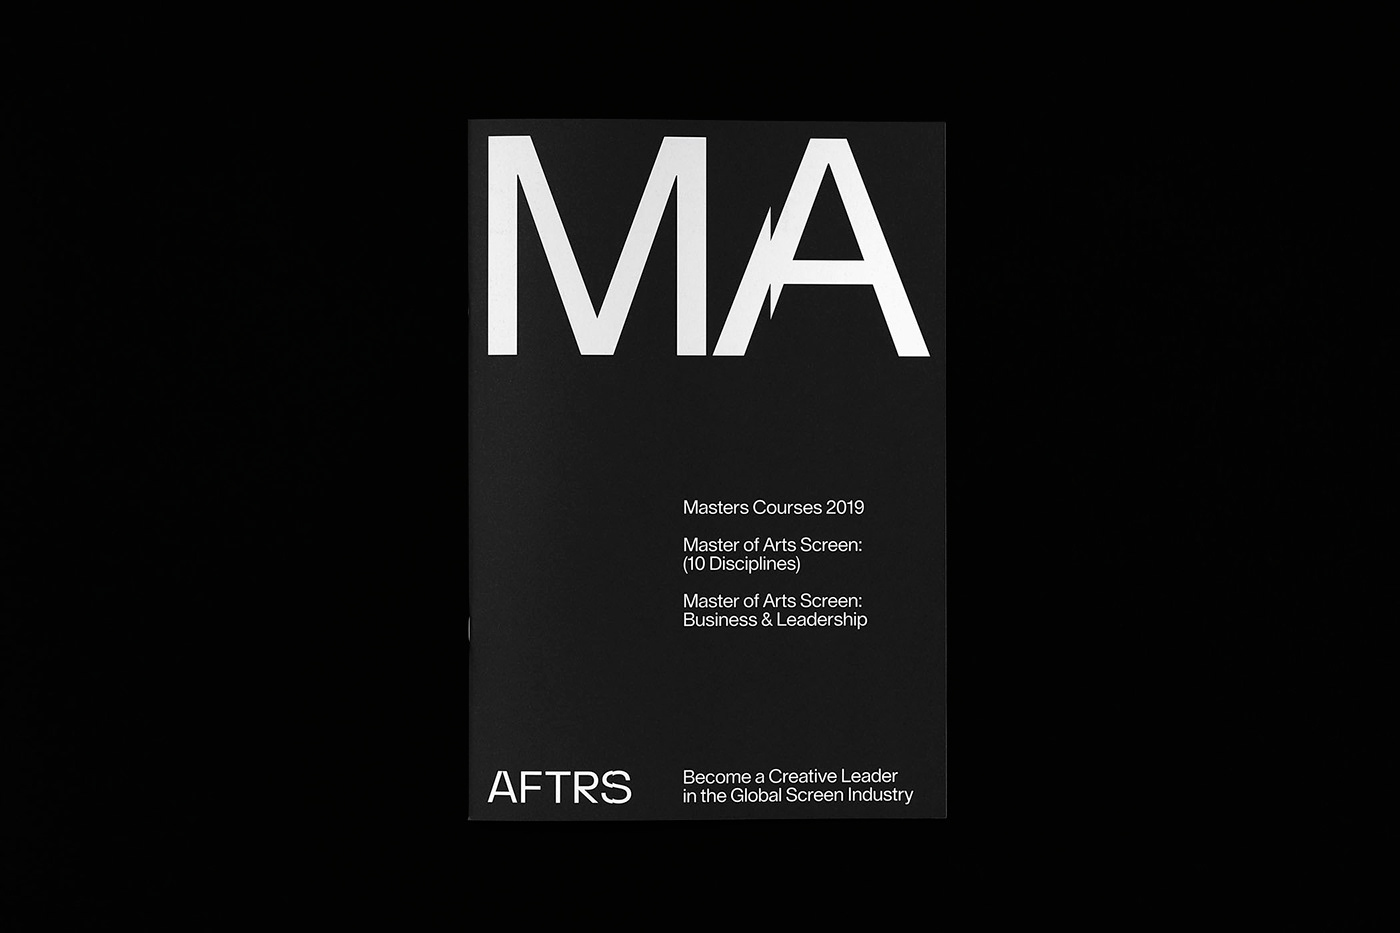 MA
Masters Courses 2019
Master of Arts Screen:
(10 Disciplines)
Master of Arts Screen:
Business & Leadership
AFTRS
Become a Creative Leader
in the Global Screen Industry